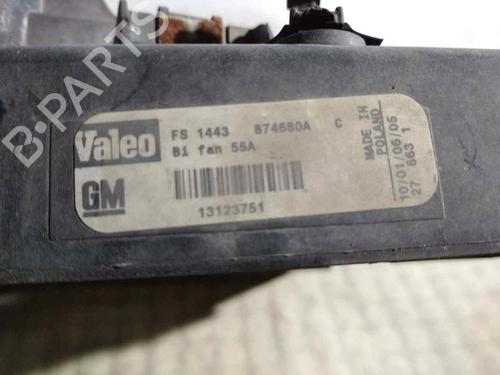 B-PARTS
Valeo
FS 1443 874680A C
Bi fan 55A
GM
13123751
MADE IN
POLAND
10/01/06/05
27 663 1